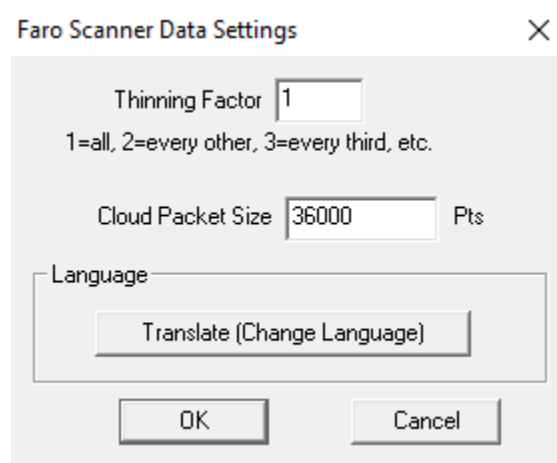 Faro Scanner Data Settings
Thinning Factor 1
1=all, 2=every other, 3=every third, etc.
Cloud Packet Size 36000 Pts
Language
Translate (Change Language)
OK Cancel